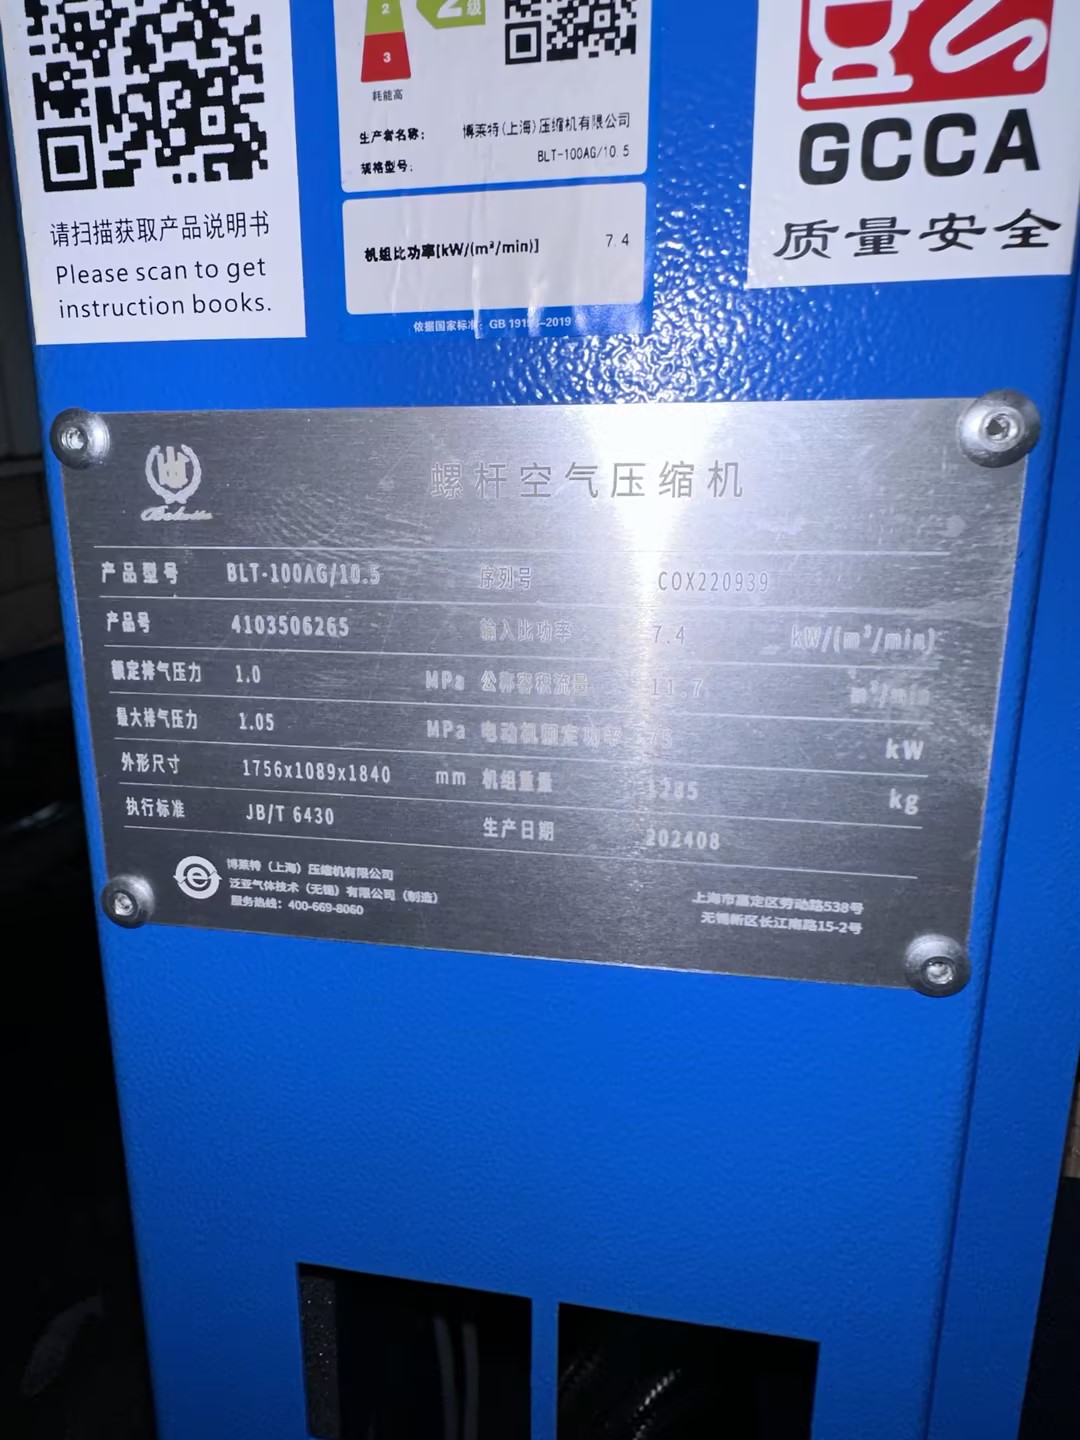 2
2级
3
耗能高
生产者名称： 博莱特(上海)压缩机有限公司
规格型号： BLT-100AG/10.5
机组比功率[kW/(m³/min)] 7.4
依据国家标准：GB
-2019
请扫描获取产品说明书
Please scan to get
instruction books.
GCCA
质量安全
螺杆空气压缩机
产品型号 BLT-100AG/10.5 序列号 COX220939
产品号 4103506265 输入比功率 7.4 kW/(m³/min)
额定排气压力 1.0 MPa 公称容积流量 11.7 m³/min
最大排气压力 1.05 MPa 电动机额定功率 75 kW
外形尺寸 1756x1089x1840 mm 机组重量 1285 kg
执行标准 JB/T 6430 生产日期 202408
博莱特（上海）压缩机有限公司
泛亚气体技术（无锡）有限公司（制造）
服务热线：400-669-8060
上海市嘉定区劳动路538号
无锡新区长江南路15-2号